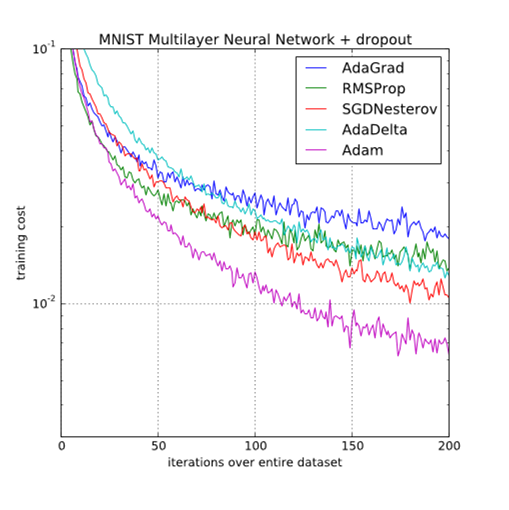 MNIST Multilayer Neural Network + dropout
10^-1
AdaGrad
RMSProp
SGDNesterov
AdaDelta
Adam
training cost
10^-2
0 50 100 150 200
iterations over entire dataset